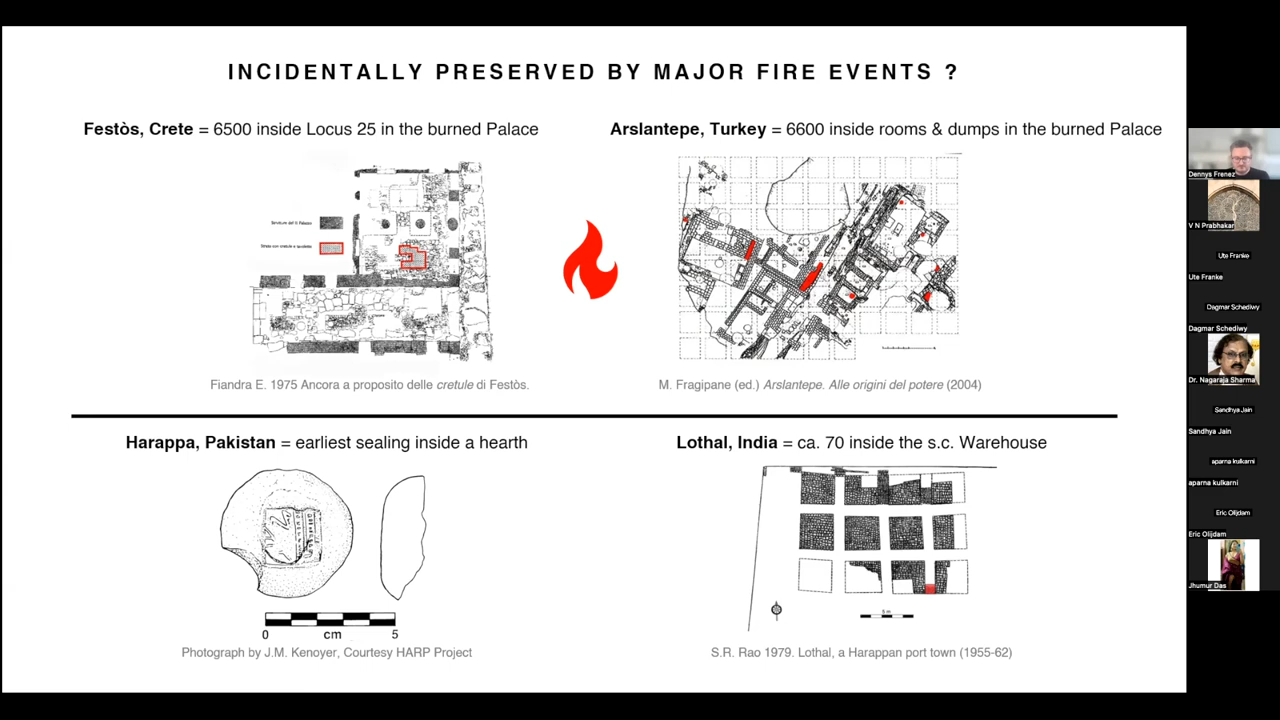 INCIDENTALLY PRESERVED BY MAJOR FIRE EVENTS ?
Festòs, Crete = 6500 inside Locus 25 in the burned Palace
Arslantepe, Turkey = 6600 inside rooms & dumps in the burned Palace
Fiandra E. 1975 Ancora a proposito delle cretule di Festòs.
M. Fragipane (ed.) Arslantepe. Alle origini del potere (2004)
Harappa, Pakistan = earliest sealing inside a hearth
Lothal, India = ca. 70 inside the s.c. Warehouse
0 cm 5
5 m
Photograph by J.M. Kenoyer, Courtesy HARP Project
S.R. Rao 1979. Lothal, a Harappan port town (1955-62)
Dennys Frenez
V N Prabhakar
Ute Franke
Ute Franke
Dagmar Schediwy
Dagmar Schediwy
Dr. Nagaraja Sharma
Sandhya Jain
Sandhya Jain
aparna kulkarni
aparna kulkarni
Eric Olijdam
Eric Olijdam
Jhumur Das